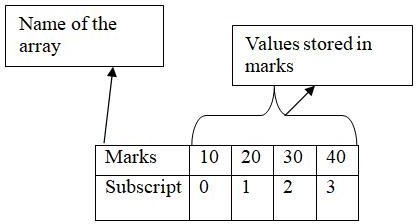 Name of the
array
Values stored in
marks
Marks 10 20 30 40
Subscript 0 1 2 3